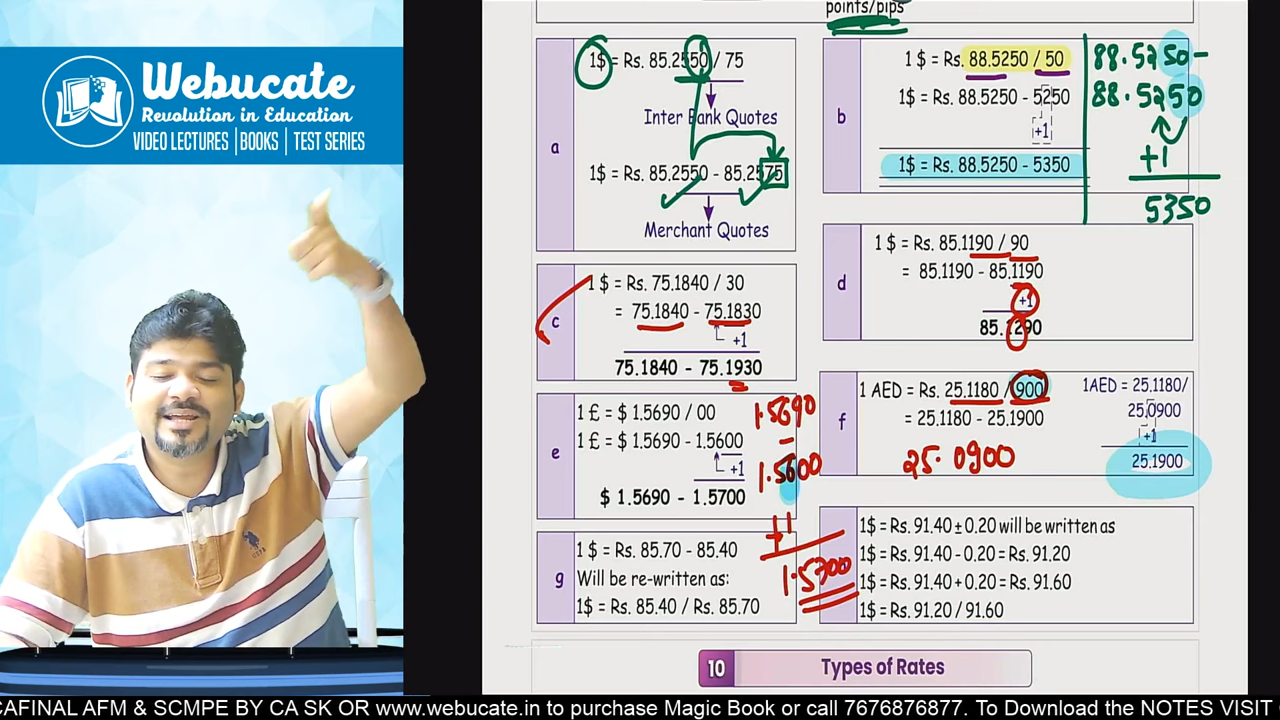 Webucate
Revolution in Education
VIDEO LECTURES | BOOKS | TEST SERIES
points/pips
a
1$ = Rs. 85.2550 / 75
Inter Bank Quotes
1$ = Rs. 85.2550 - 85.2575
Merchant Quotes
b
1 $ = Rs. 88.5250 / 50
1$ = Rs. 88.5250 - 5250
+1
1$ = Rs. 88.5250 - 5350
88.5250 -
88.5250
+1
5350
c
1 $ = Rs. 75.1840 / 30
= 75.1840 - 75.1830
+1
75.1840 - 75.1930
d
1 $ = Rs. 85.1190 / 90
= 85.1190 - 85.1190
+1
85.1290
e
1 £ = $ 1.5690 / 00
1 £ = $ 1.5690 - 1.5600
+1
$ 1.5690 - 1.5700
1.5690
-
1.5600
+1
1.5700
f
1 AED = Rs. 25.1180 / 900
= 25.1180 - 25.1900
25.0900
1AED = 25.1180/
25.0900
+1
25.1900
g
1 $ = Rs. 85.70 - 85.40
Will be re-written as:
1$ = Rs. 85.40 / Rs. 85.70
1$ = Rs. 91.40 ± 0.20 will be written as
1$ = Rs. 91.40 - 0.20 = Rs. 91.20
1$ = Rs. 91.40 + 0.20 = Rs. 91.60
1$ = Rs. 91.20 / 91.60
10 Types of Rates
CAFINAL AFM & SCMPE BY CA SK OR www.webucate.in to purchase Magic Book or call 7676876877. To Download the NOTES VISIT